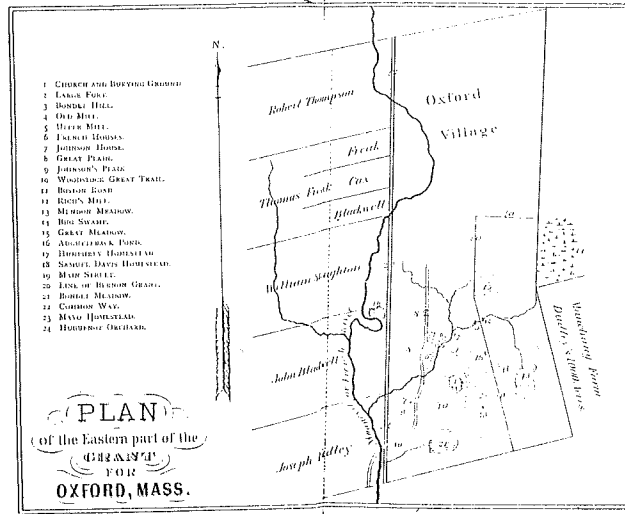 N.
1 CHURCH AND BURYING GROUND
2 LARGE FORT.
3 BONDET HILL.
4 OLD MILL.
5 UPPER MILL.
6 FRENCH HOUSES.
7 JOHNSON HOUSE.
8 GREAT PLAIN.
9 JOHNSON'S PLAIN
10 WOODSTOCK GREAT TRAIL.
11 BOSTON ROAD
12 RICH'S MILL.
13 MENDON MEADOW.
14 BOG SWAMP.
15 GREAT MEADOW.
16 AUGUTEBACK POND.
17 HUMPHREY HOMESTEAD
18 SAMUEL DAVIS HOMESTEAD.
19 MAIN STREET.
20 LINE OF BERNON GRANT.
21 BONDET MEADOW.
22 COMMON WAY.
23 MAYO HOMESTEAD.
24 HUGUENOT ORCHARD.
Robert Thompson
Oxford
Village
Freak
Thomas Freak
Cox
Blackwell
William Stoughton
John Blackwell
Joseph Dudley
Manchaug Farm
PLAN
of the Eastern part of the
GRANT
FOR
OXFORD, MASS.